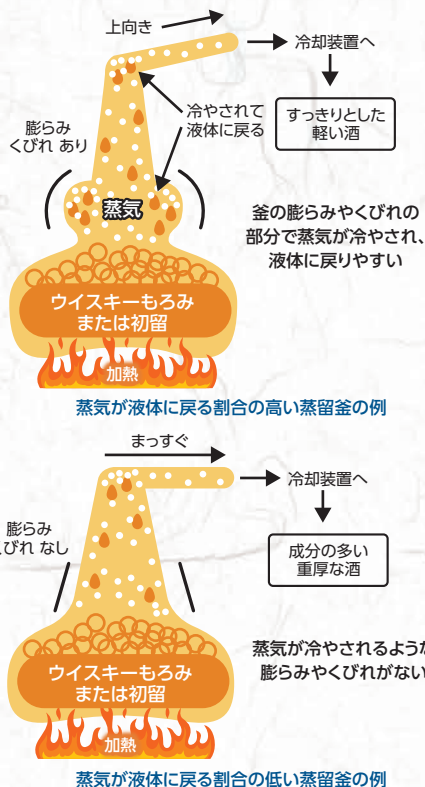 上向き
冷却装置へ
冷やされて
液体に戻る
すっきりとした
軽い酒
膨らみ
くびれ あり
蒸気
釜の膨らみやくびれの
部分で蒸気が冷やされ、
液体に戻りやすい
ウイスキーもろみ
または初留
加熱
蒸気が液体に戻る割合の高い蒸留釜の例
まっすぐ
冷却装置へ
膨らみ
びれ なし
成分の多い
重厚な酒
蒸気が冷やされるような
膨らみやくびれがない
ウイスキーもろみ
または初留
加熱
蒸気が液体に戻る割合の低い蒸留釜の例